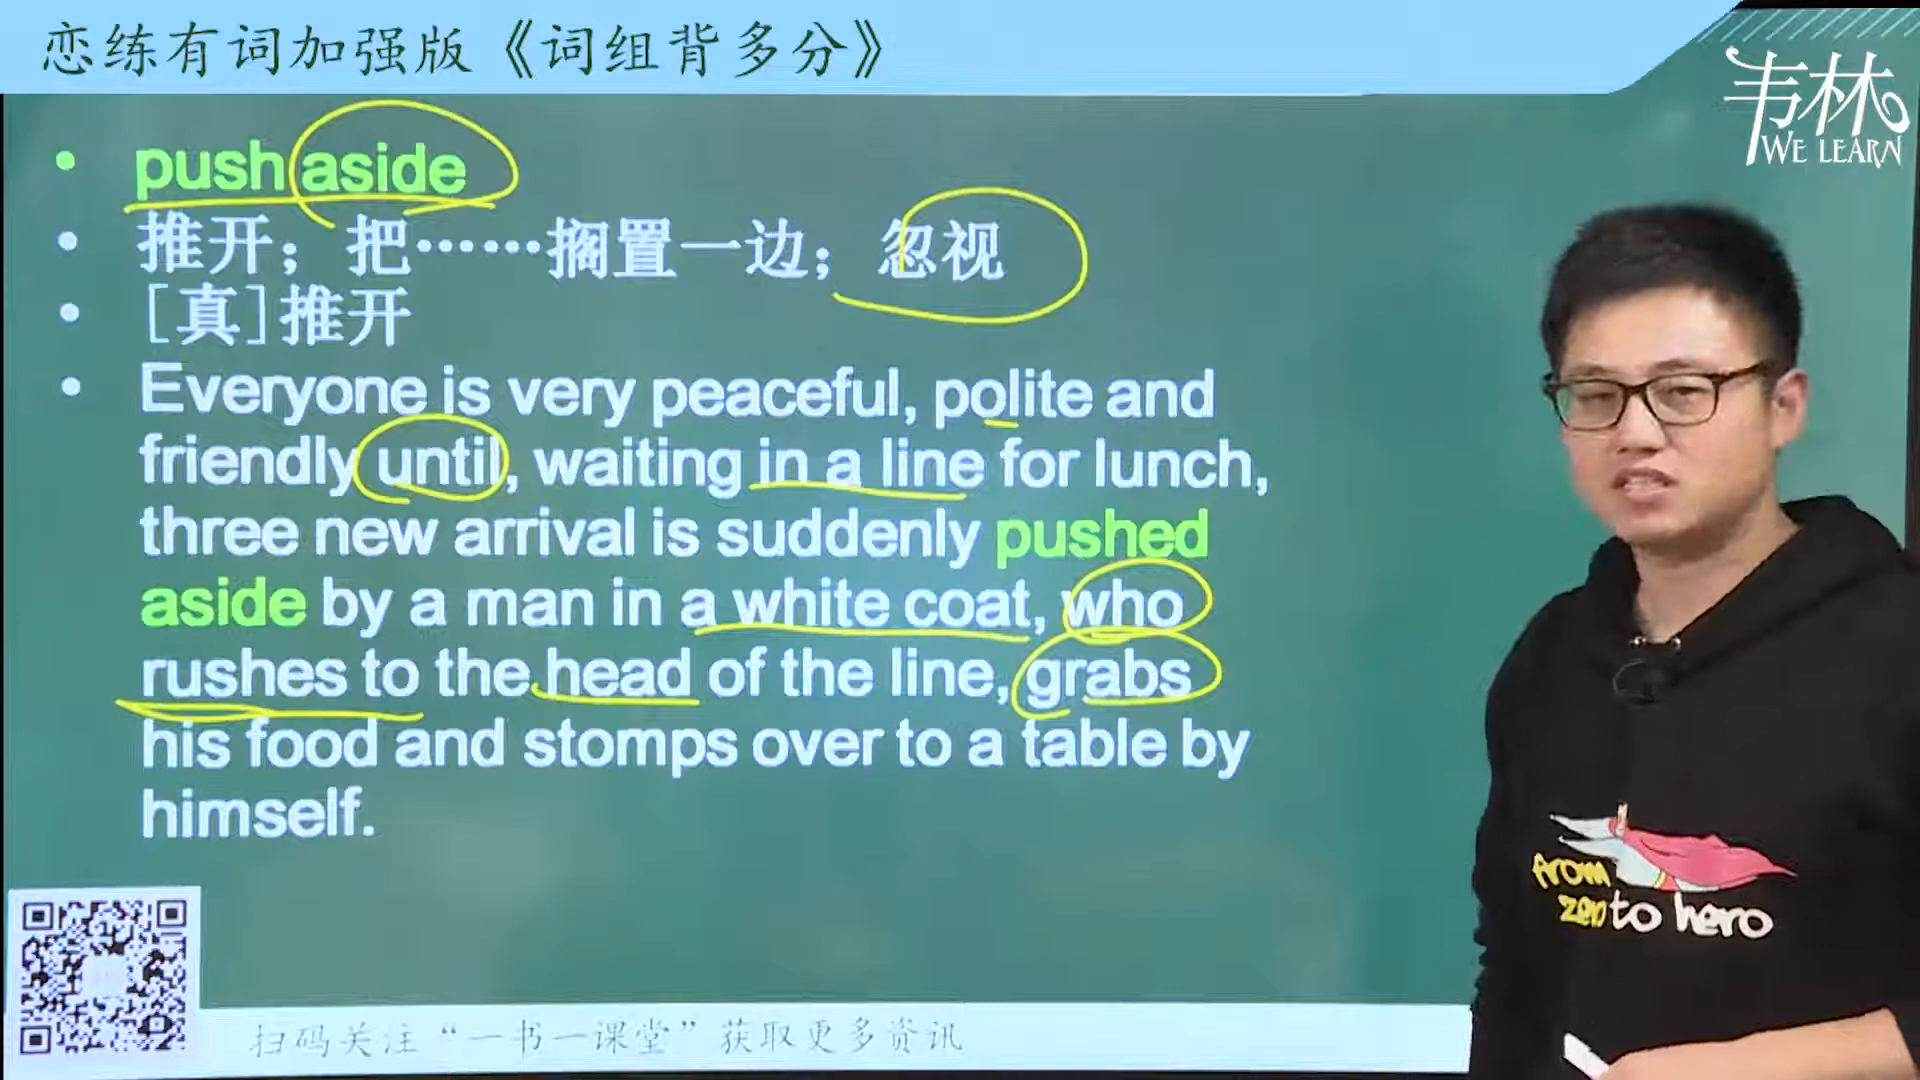 恋练有词加强版《词组背多分》
韦林
WE LEARN
push aside
推开；把……搁置一边；忽视
[真]推开
Everyone is very peaceful, polite and
friendly until, waiting in a line for lunch,
three new arrival is suddenly pushed
aside by a man in a white coat, who
rushes to the head of the line, grabs
his food and stomps over to a table by
himself.
from
zero to hero
扫码关注“一书一课堂”获取更多资讯